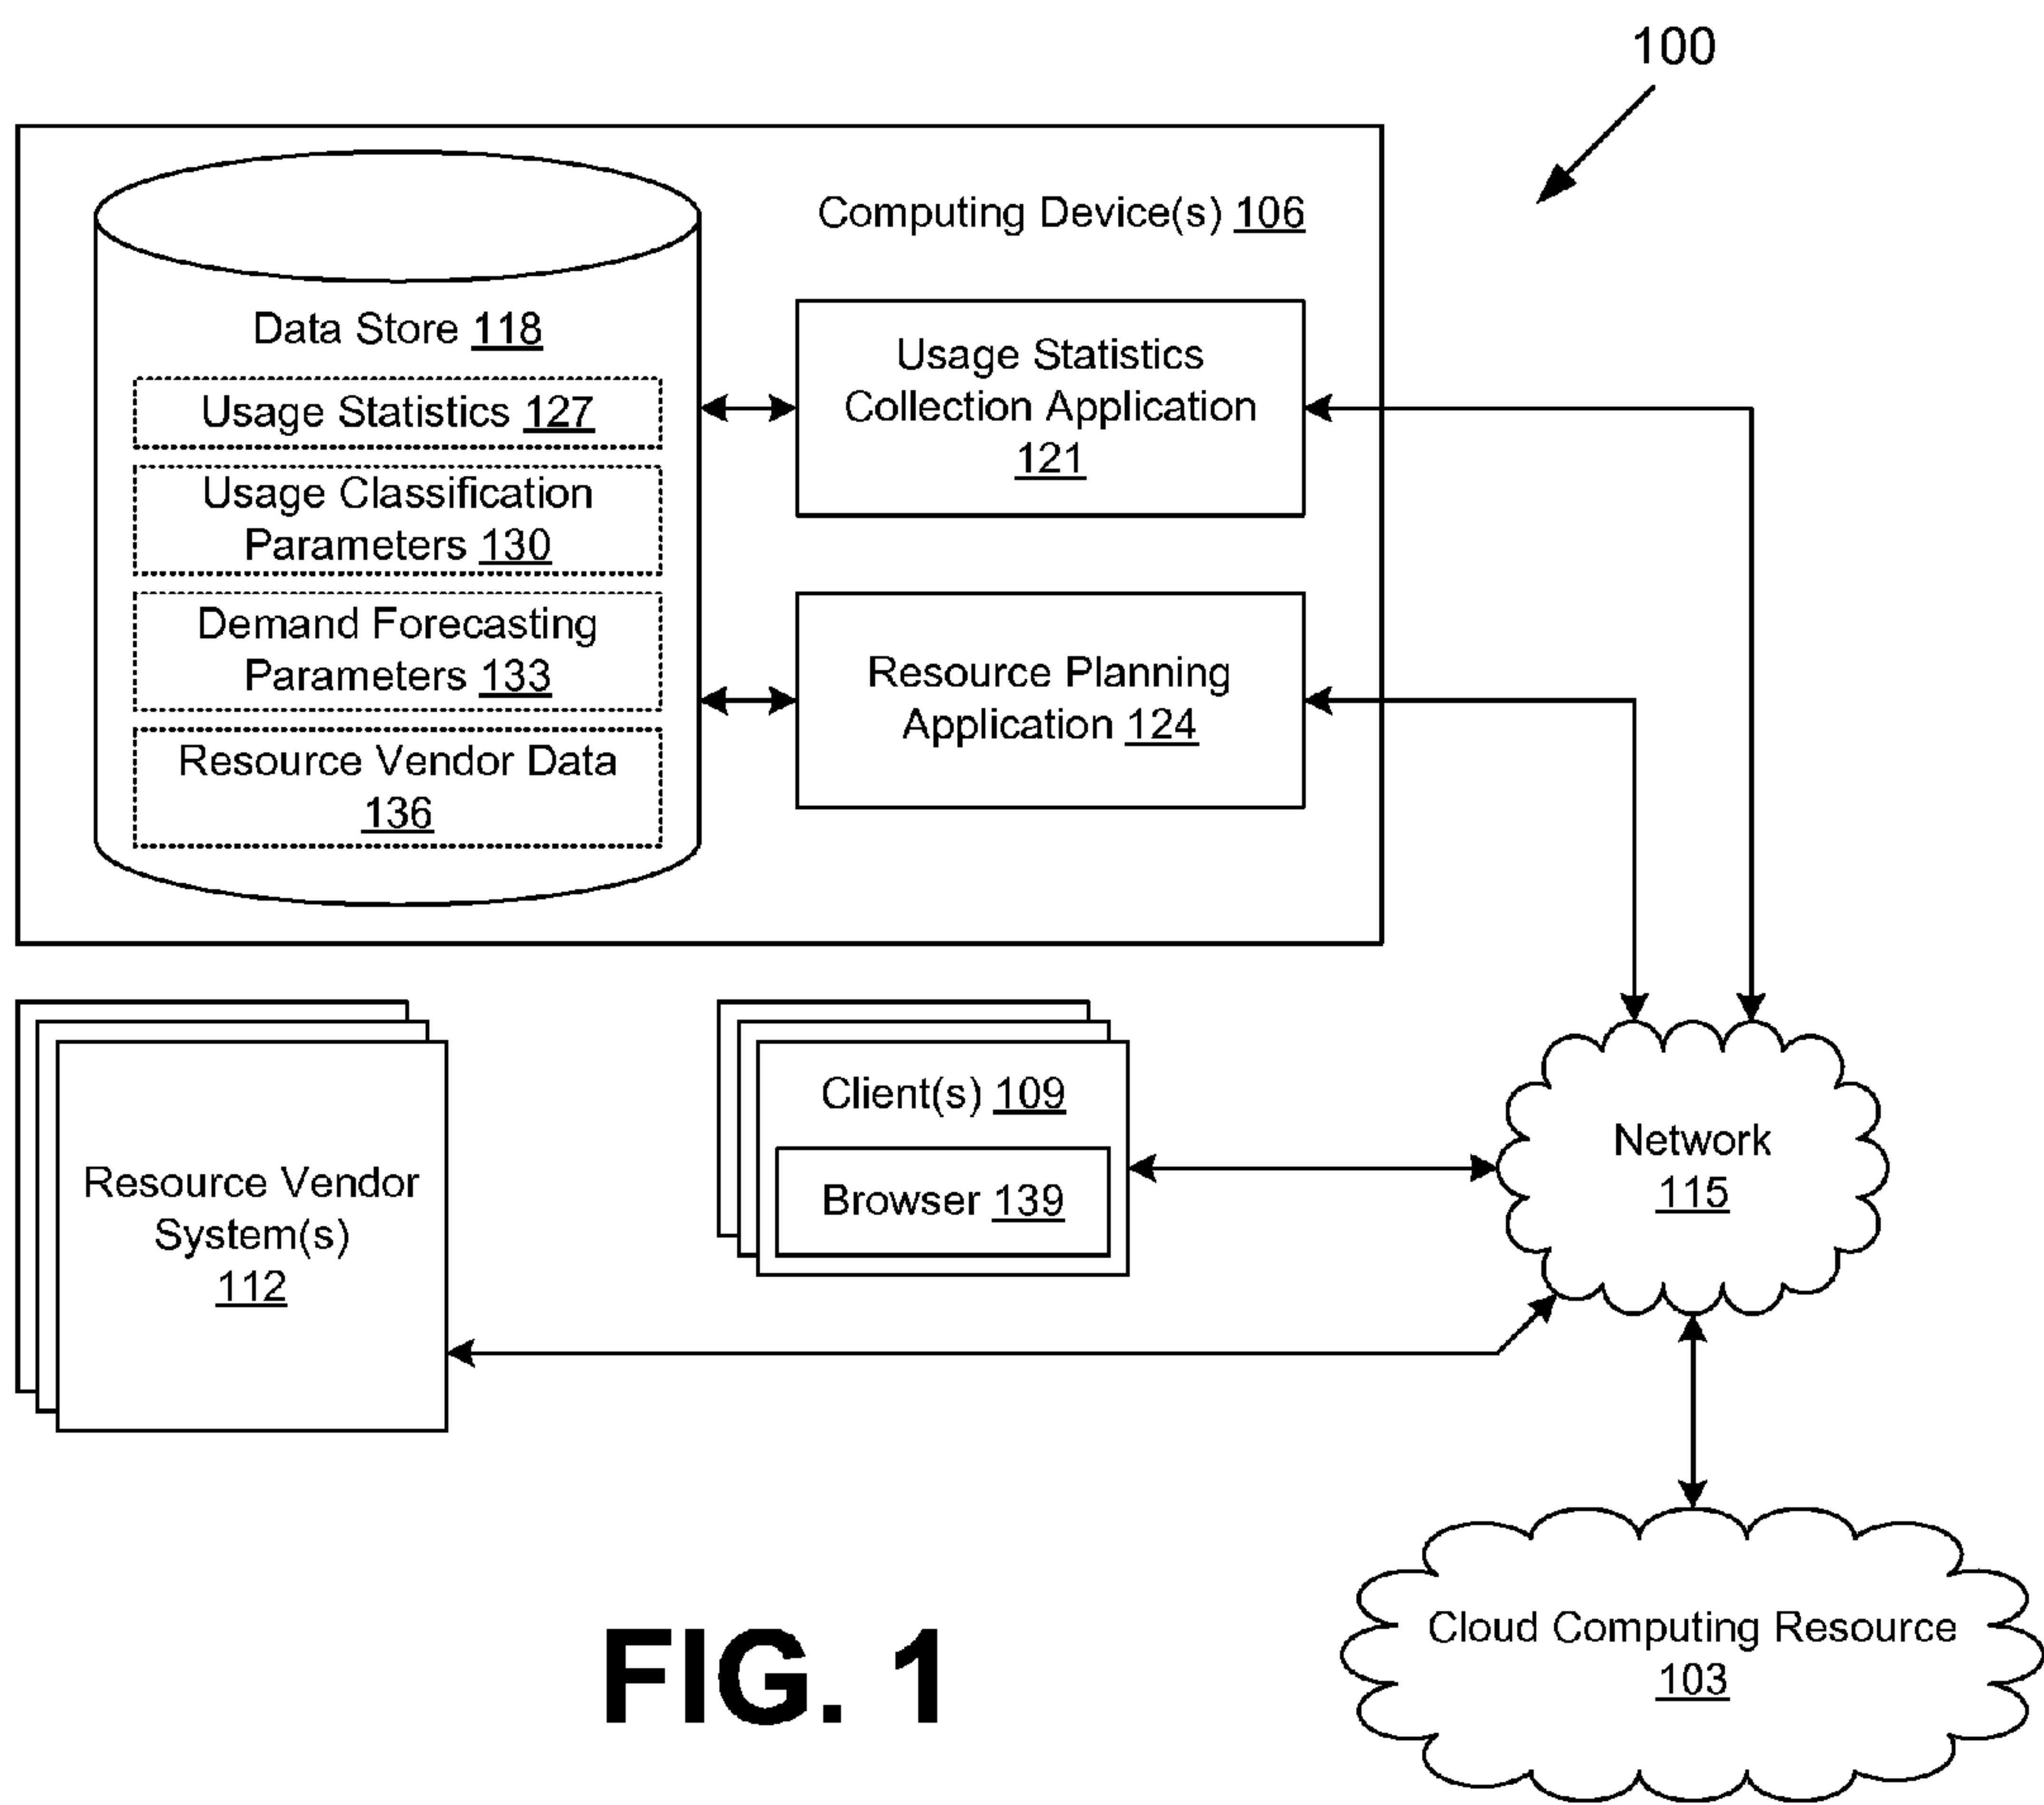 100
Computing Device(s) 106
Data Store 118
Usage Statistics 127
Usage Classification
Parameters 130
Demand Forecasting
Parameters 133
Resource Vendor Data
136
Usage Statistics
Collection Application
121
Resource Planning
Application 124
Resource Vendor
System(s)
112
Client(s) 109
Browser 139
Network
115
Cloud Computing Resource
103
FIG. 1